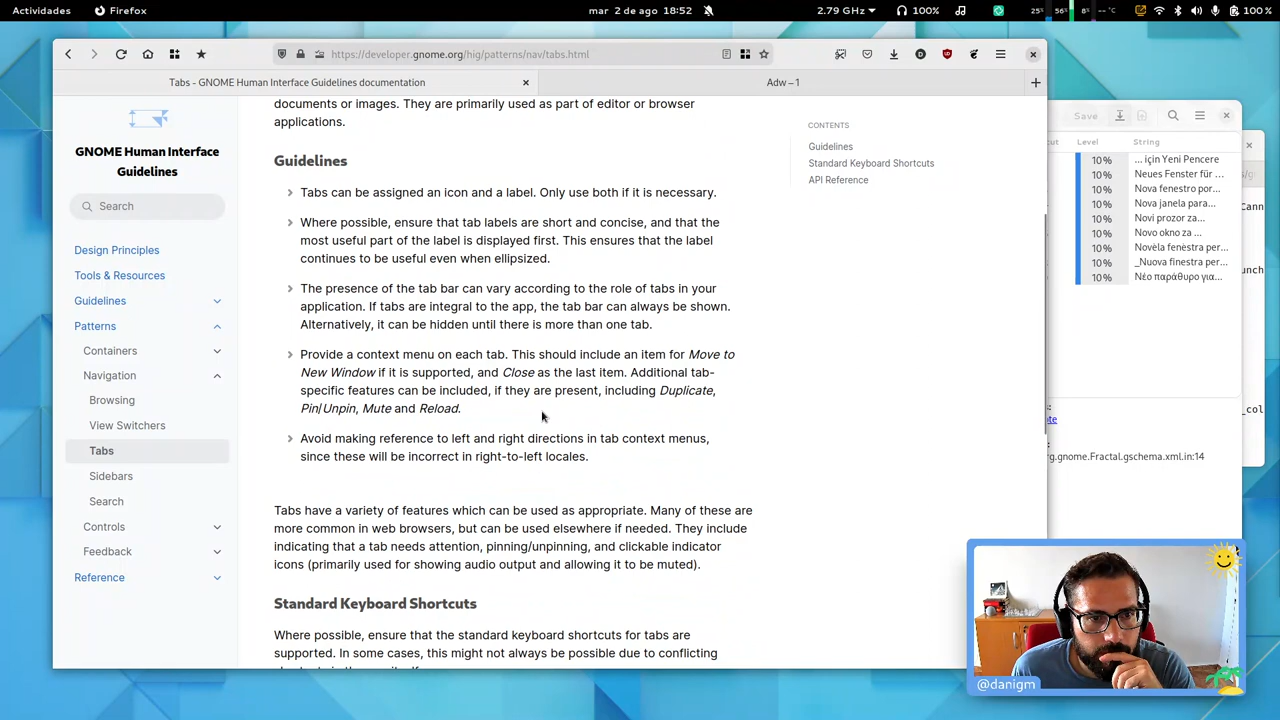 Actividades
Firefox
mar 2 de ago 18:52
2.79 GHz
100%
25%
56%
8%
-- °C
100 %
https://developer.gnome.org/hig/patterns/nav/tabs.html
Tabs - GNOME Human Interface Guidelines documentation
Adw – 1
GNOME Human Interface
Guidelines
Search
Design Principles
Tools & Resources
Guidelines
Patterns
Containers
Navigation
Browsing
View Switchers
Tabs
Sidebars
Search
Controls
Feedback
Reference
documents or images. They are primarily used as part of editor or browser
applications.
Guidelines
Tabs can be assigned an icon and a label. Only use both if it is necessary.
Where possible, ensure that tab labels are short and concise, and that the
most useful part of the label is displayed first. This ensures that the label
continues to be useful even when ellipsized.
The presence of the tab bar can vary according to the role of tabs in your
application. If tabs are integral to the app, the tab bar can always be shown.
Alternatively, it can be hidden until there is more than one tab.
Provide a context menu on each tab. This should include an item for Move to
New Window if it is supported, and Close as the last item. Additional tab-
specific features can be included, if they are present, including Duplicate,
Pin/Unpin, Mute and Reload.
Avoid making reference to left and right directions in tab context menus,
since these will be incorrect in right-to-left locales.
Tabs have a variety of features which can be used as appropriate. Many of these are
more common in web browsers, but can be used elsewhere if needed. They include
indicating that a tab needs attention, pinning/unpinning, and clickable indicator
icons (primarily used for showing audio output and allowing it to be muted).
Standard Keyboard Shortcuts
Where possible, ensure that the standard keyboard shortcuts for tabs are
supported. In some cases, this might not always be possible due to conflicting
CONTENTS
Guidelines
Standard Keyboard Shortcuts
API Reference
Save
Level
String
10% ... için Yeni Pencere
10% Neues Fenster für ...
10% Nova fenestro por...
10% Nova janela para...
10% Novi prozor za...
10% Novo okno za ...
10% Novèla fenèstra per...
10% _Nuova finestra per...
10% Νέο παράθυρο για...
rg.gnome.Fractal.gschema.xml.in:14
@danigm